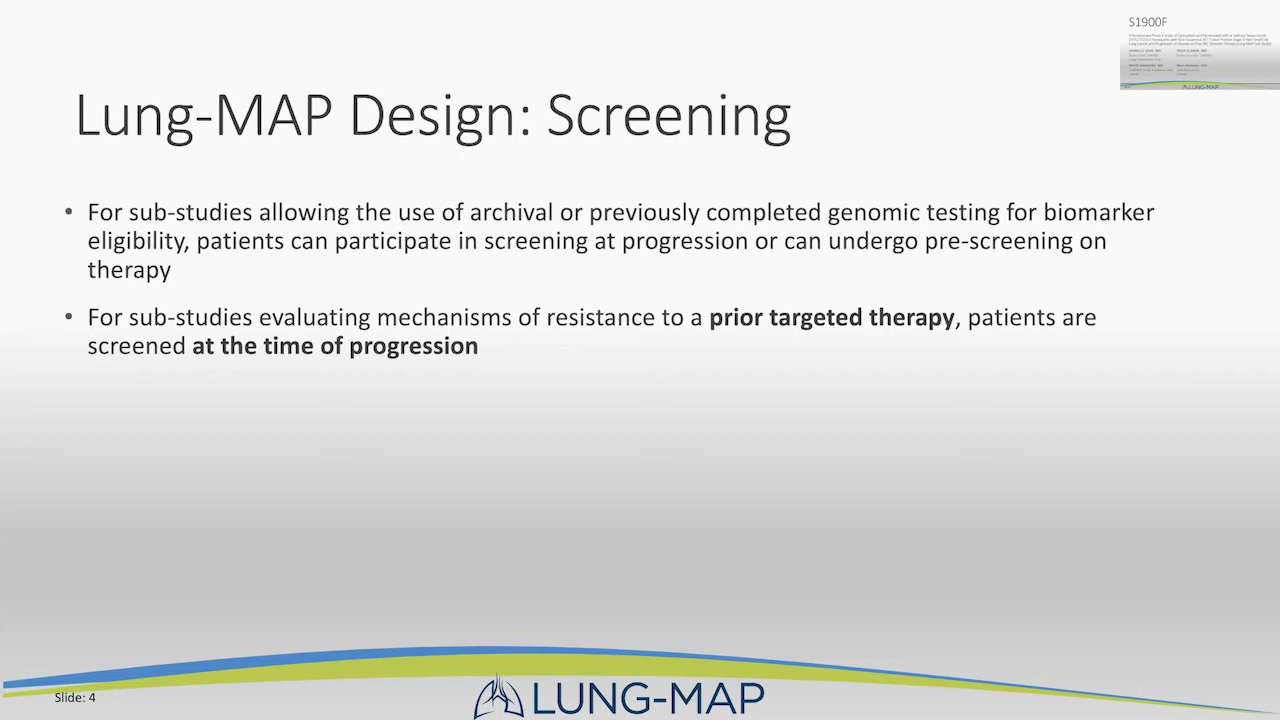 S1900F
Lung-MAP Design: Screening
• For sub-studies allowing the use of archival or previously completed genomic testing for biomarker
eligibility, patients can participate in screening at progression or can undergo pre-screening on
therapy
• For sub-studies evaluating mechanisms of resistance to a prior targeted therapy, patients are
screened at the time of progression
Slide: 4
LUNG-MAP
LUNG-MAP